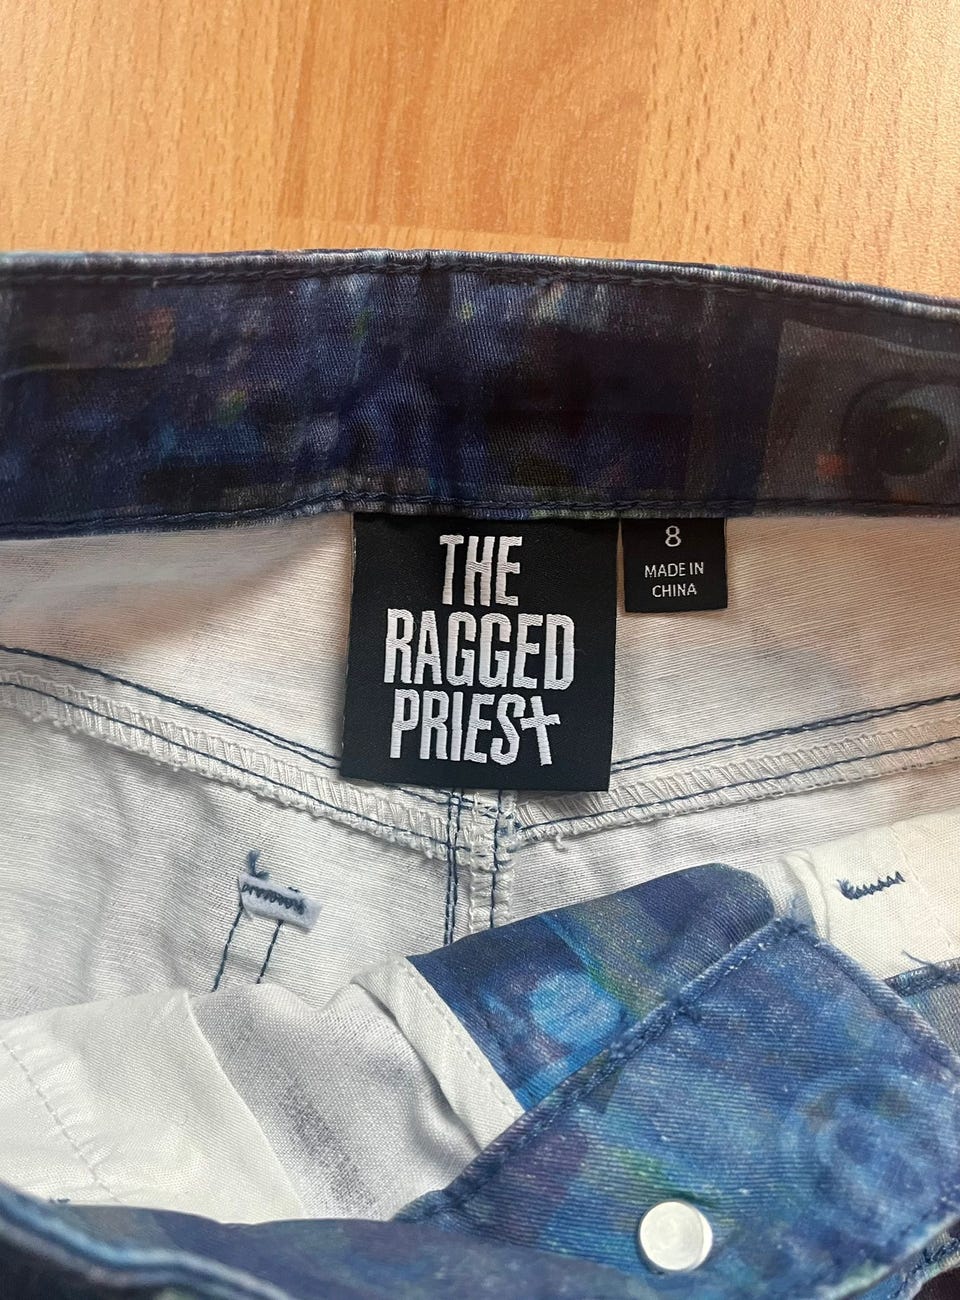 THE
RAGGED
PRIEST
8
MADE IN
CHINA